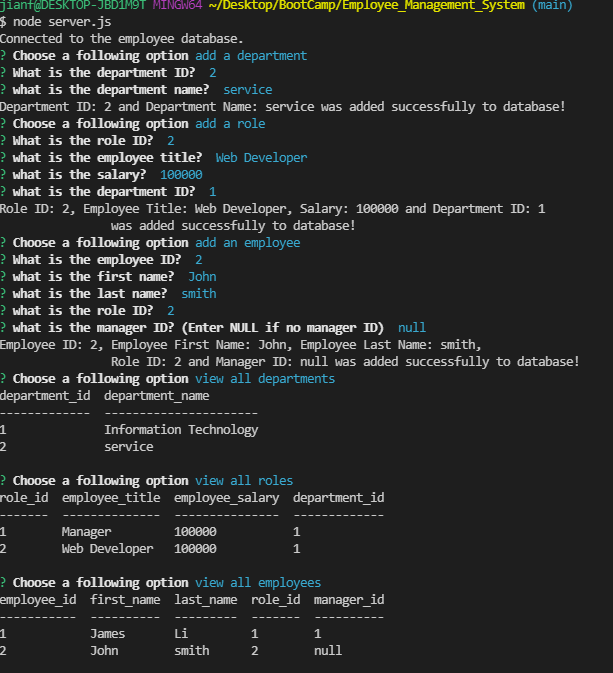 jianf@DESKTOP-JBD1M9T MINGW64 ~/Desktop/BootCamp/Employee_Management_System (main)
$ node server.js
Connected to the employee database.
? Choose a following option add a department
? What is the department ID?  2
? what is the department name?  service
Department ID: 2 and Department Name: service was added successfully to database!
? Choose a following option add a role
? What is the role ID?  2
? what is the employee title?  Web Developer
? what is the salary?  100000
? what is the department ID?  1
Role ID: 2, Employee Title: Web Developer, Salary: 100000 and Department ID: 1
                was added successfully to database!
? Choose a following option add an employee
? What is the employee ID?  2
? what is the first name?  John
? what is the last name?  smith
? what is the role ID?  2
? what is the manager ID? (Enter NULL if no manager ID)  null
Employee ID: 2, Employee First Name: John, Employee Last Name: smith,
                Role ID: 2 and Manager ID: null was added successfully to database!
? Choose a following option view all departments
department_id  department_name
-------------  ----------------------
1              Information Technology
2              service
? Choose a following option view all roles
role_id  employee_title  employee_salary  department_id
-------  --------------  ---------------  -------------
1        Manager         100000           1
2        Web Developer   100000           1
? Choose a following option view all employees
employee_id  first_name  last_name  role_id  manager_id
-----------  ----------  ---------  -------  ----------
1            James       Li         1        1
2            John        smith      2        null